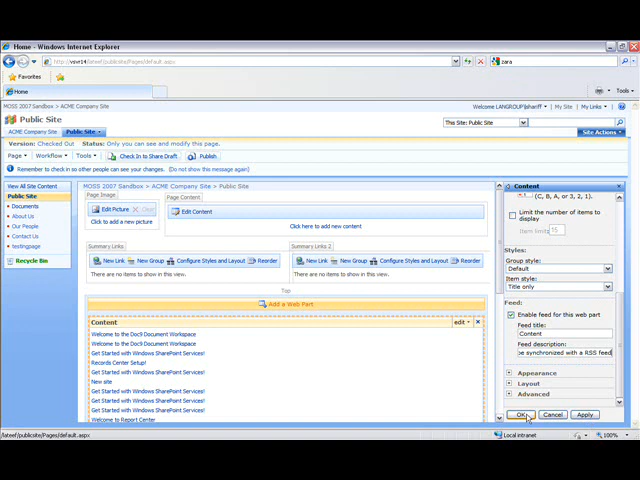 Home - Windows Internet Explorer
http://vsvr14/lateef/publicsite/Pages/default.aspx
zara
Favorites
Home
Tools
MOSS 2007 Sandbox > ACME Company Site
Welcome LANGROUP\lshariff
My Site
My Links
Public Site
This Site: Public Site
ACME Company Site
Public Site
Site Actions
Version: Checked Out Status: Only you can see and modify this page.
Page Workflow Tools Check In to Share Draft Publish
Remember to check in so other people can see your changes. (Do not show this message again)
View All Site Content
Public Site
Documents
About Us
Our People
Contact Us
testingpage
Recycle Bin
MOSS 2007 Sandbox > ACME Company Site > Public Site
Page Image
Edit Picture Clear
Click to add a new picture
Page Content
Edit Content
Click here to add new content
Summary Links
New Link New Group Configure Styles and Layout Reorder
There are no items to show in this view.
Summary Links 2
New Link New Group Configure Styles and Layout Reorder
There are no items to show in this view.
Top
Add a Web Part
Content
edit
Welcome to the Doc9 Document Workspace
Welcome to the Doc9 Document Workspace
Get Started with Windows SharePoint Services!
Records Center Setup!
Get Started with Windows SharePoint Services!
New site
Get Started with Windows SharePoint Services!
Get Started with Windows SharePoint Services!
Welcome to Report Center
Content
(C, B, A, or 3, 2, 1).
Limit the number of items to
display
Item limit: 15
Styles:
Group style:
Default
Item style:
Title only
Feed:
Enable feed for this web part
Feed title:
Content
Feed description:
be synchronized with a RSS feed
Appearance
Layout
Advanced
OK Cancel Apply
/lateef/publicsite/Pages/default.aspx
Local intranet
100%